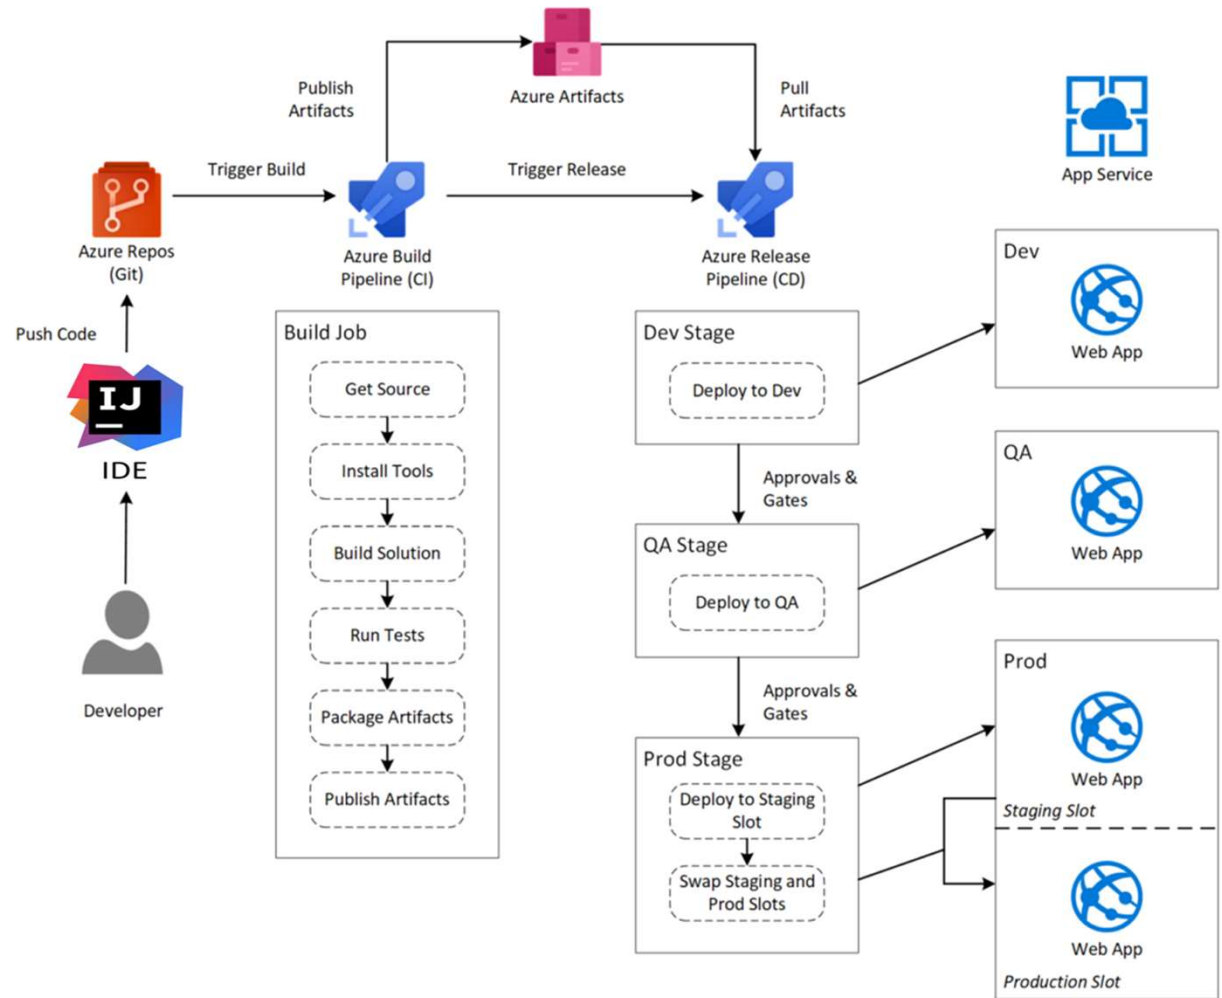 Publish
Artifacts
Azure Artifacts
Pull
Artifacts
App Service
Trigger Build
Trigger Release
Azure Repos
(Git)
Azure Build
Pipeline (CI)
Azure Release
Pipeline (CD)
Push Code
IJ
IDE
Developer
Build Job
Get Source
Install Tools
Build Solution
Run Tests
Package Artifacts
Publish Artifacts
Dev Stage
Deploy to Dev
Approvals &
Gates
QA Stage
Deploy to QA
Approvals &
Gates
Prod Stage
Deploy to Staging
Slot
Swap Staging and
Prod Slots
Dev
Web App
QA
Web App
Prod
Web App
Staging Slot
Web App
Production Slot